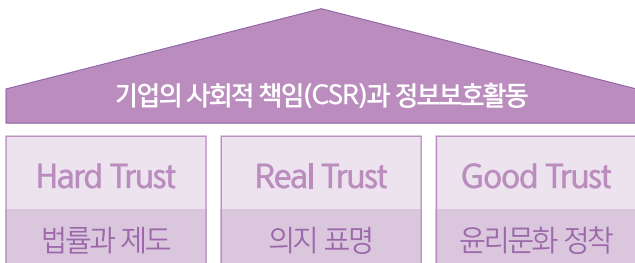 기업의 사회적 책임(CSR)과 정보보호활동
Hard Trust
법률과 제도
Real Trust
의지 표명
Good Trust
윤리문화 정착